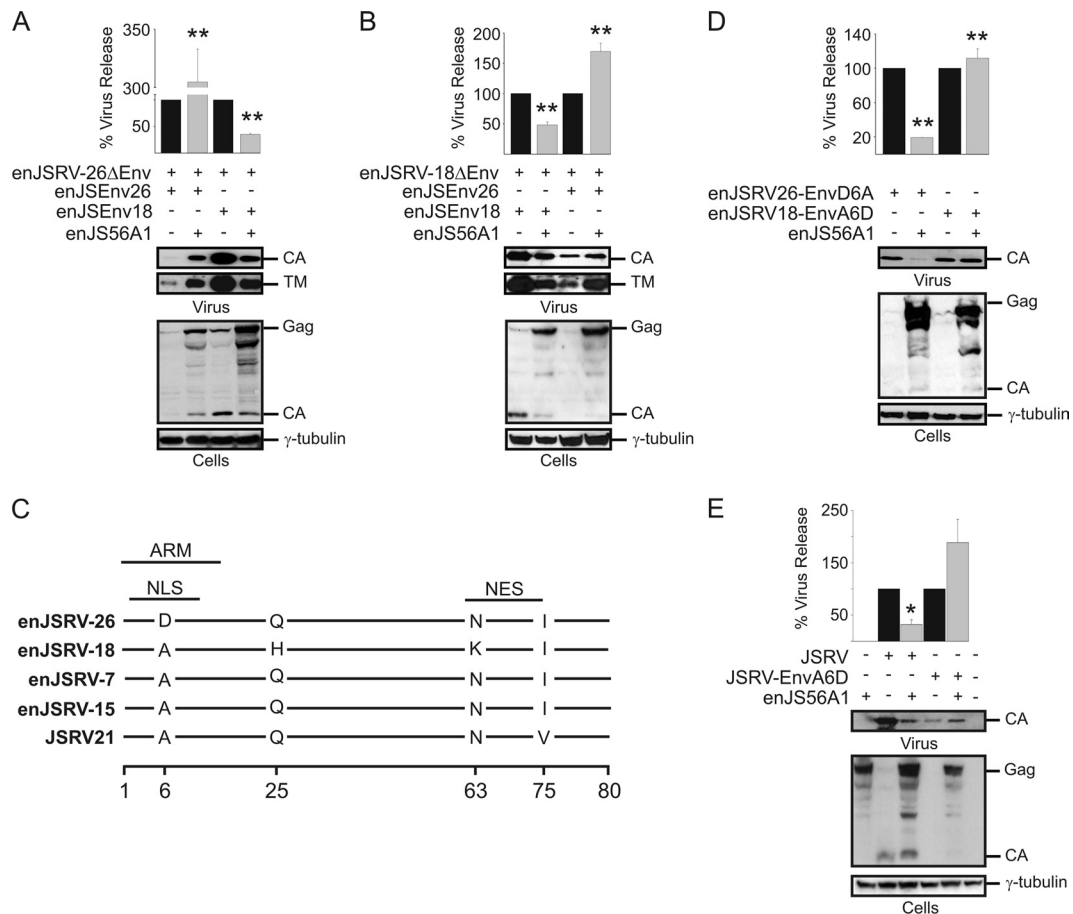 A
% Virus Release
350
300
50
**
**
enJSRV-26ΔEnv + + + +
enJSEnv26 + + - -
enJSEnv18 - - + +
enJS56A1 - + - +
CA
TM
Virus
Gag
CA
γ-tubulin
Cells
B
% Virus Release
200
150
100
50
**
**
enJSRV-18ΔEnv + + + +
enJSEnv26 - - + +
enJSEnv18 + + - -
enJS56A1 - + - +
CA
TM
Virus
Gag
CA
γ-tubulin
Cells
D
% Virus Release
140
100
60
20
**
**
enJSRV26-EnvD6A + + - -
enJSRV18-EnvA6D - - + +
enJS56A1 - + - +
CA
Virus
Gag
CA
γ-tubulin
Cells
C
ARM
NLS NES
enJSRV-26 D Q N I
enJSRV-18 A H K I
enJSRV-7 A Q N I
enJSRV-15 A Q N I
JSRV21 A Q N V
1 6 25 63 75 80
E
% Virus Release
250
150
100
50
*
JSRV - + + - - -
JSRV-EnvA6D - - - + + -
enJS56A1 + - + - + -
CA
Virus
Gag
CA
γ-tubulin
Cells